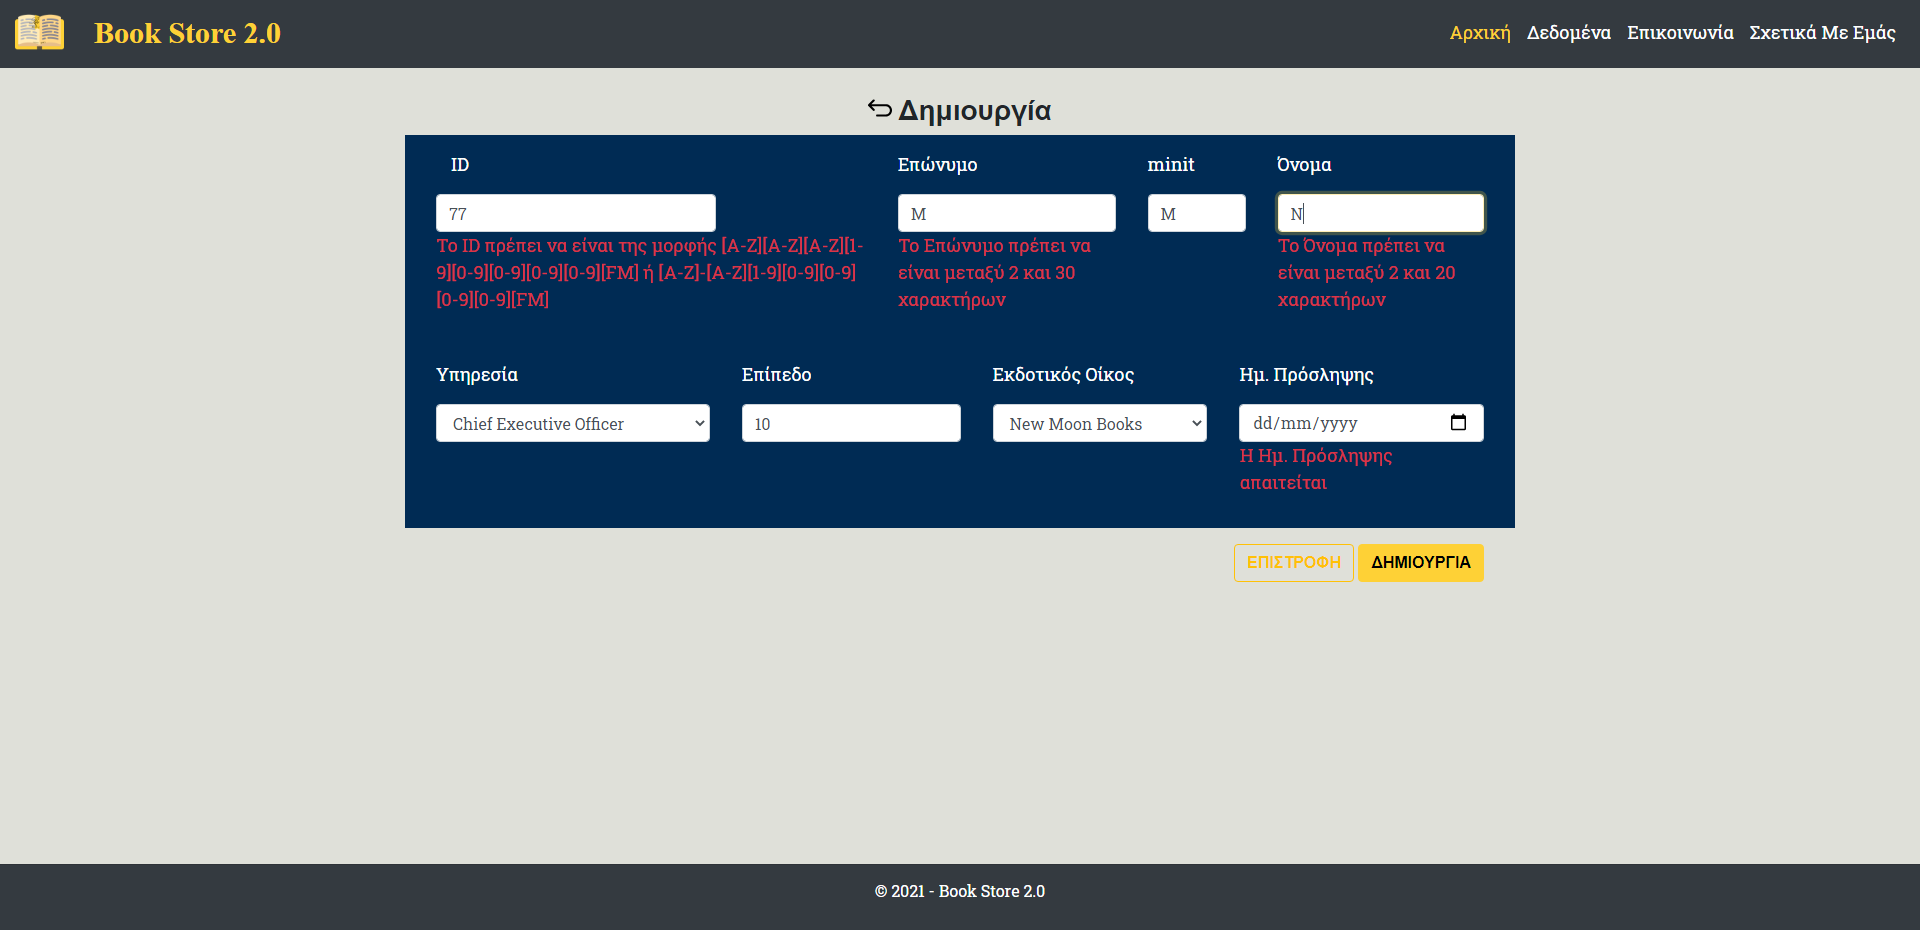 Book Store 2.0
Αρχική Δεδομένα Επικοινωνία Σχετικά Με Εμάς
Δημιουργία
ID
77
Το ID πρέπει να είναι της μορφής [A-Z][A-Z][A-Z][1-
9][0-9][0-9][0-9][0-9][FM] ή [A-Z]-[A-Z][1-9][0-9][0-9]
[0-9][0-9][FM]
Επώνυμο
M
Το Επώνυμο πρέπει να
είναι μεταξύ 2 και 30
χαρακτήρων
minit
M
Όνομα
N
Το Όνομα πρέπει να
είναι μεταξύ 2 και 20
χαρακτήρων
Υπηρεσία
Chief Executive Officer
Επίπεδο
10
Εκδοτικός Οίκος
New Moon Books
Ημ. Πρόσληψης
dd/mm/yyyy
Η Ημ. Πρόσληψης
απαιτείται
ΕΠΙΣΤΡΟΦΗ ΔΗΜΙΟΥΡΓΙΑ
© 2021 - Book Store 2.0